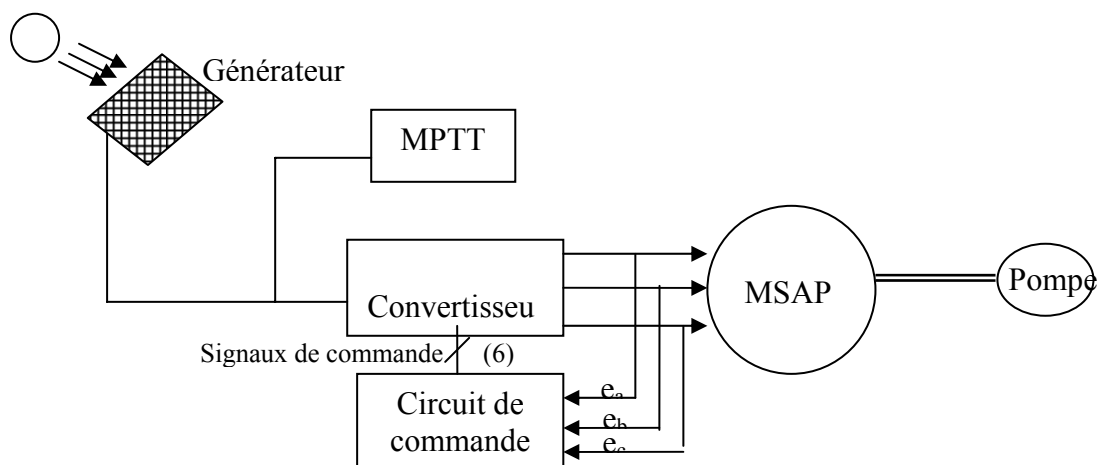 Générateur
MPTT
Convertisseu
MSAP
Pompe
Signaux de commande
(6)
Circuit de
commande
ea
eb
ec